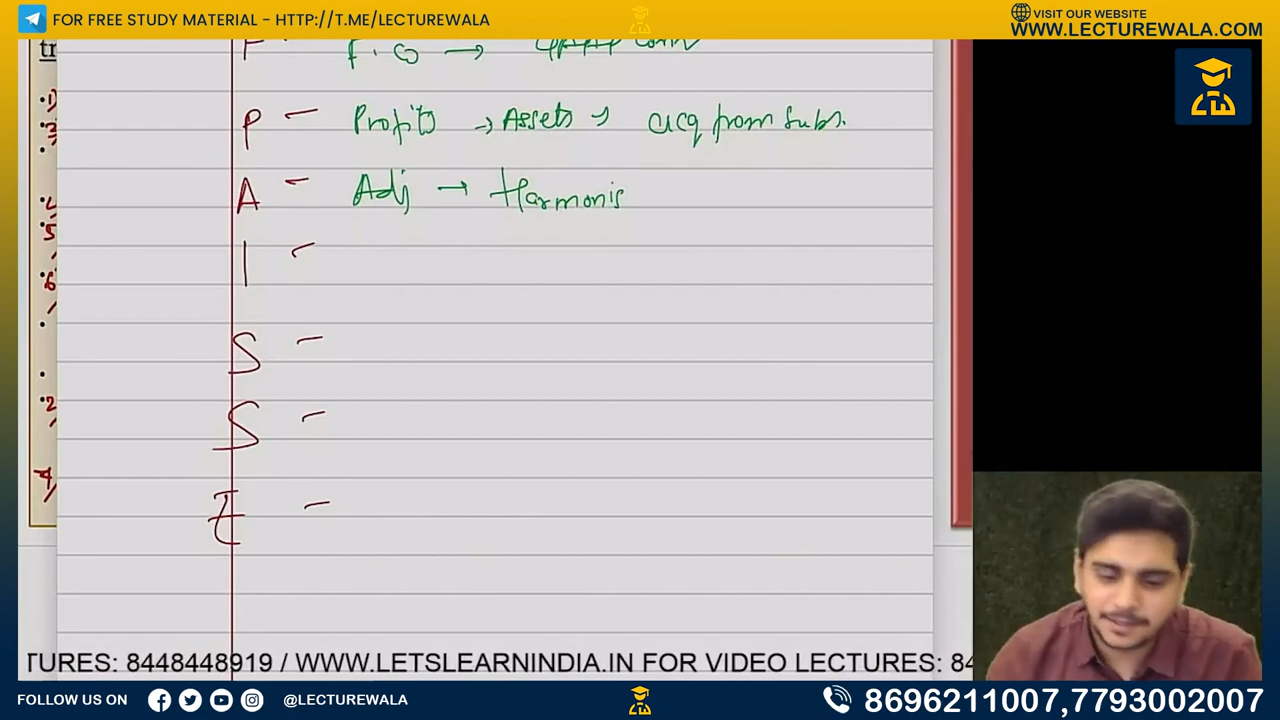 FOR FREE STUDY MATERIAL - HTTP://T.ME/LECTUREWALA
VISIT OUR WEBSITE
WWW.LECTUREWALA.COM
F - F.G →
P - Profits → Assets → acq from Subs.
A - Adj → Harmonis
I -
S -
S -
E -
TURES: 8448448919 / WWW.LETSLEARNINDIA.IN FOR VIDEO LECTURES: 84
FOLLOW US ON @LECTUREWALA 8696211007,7793002007